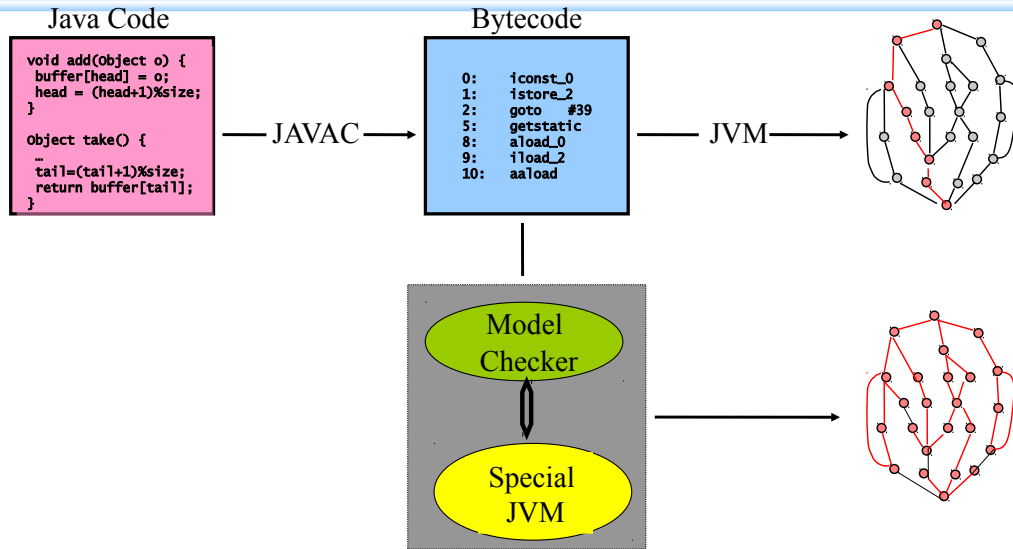 Java Code
void add(Object o) {
buffer[head] = o;
head = (head+1)%size;
}
Object take() {
…
tail=(tail+1)%size;
return buffer[tail];
}
JAVAC
Bytecode
0: iconst_0
1: istore_2
2: goto #39
5: getstatic
8: aload_0
9: iload_2
10: aaload
JVM
Model
Checker
Special
JVM